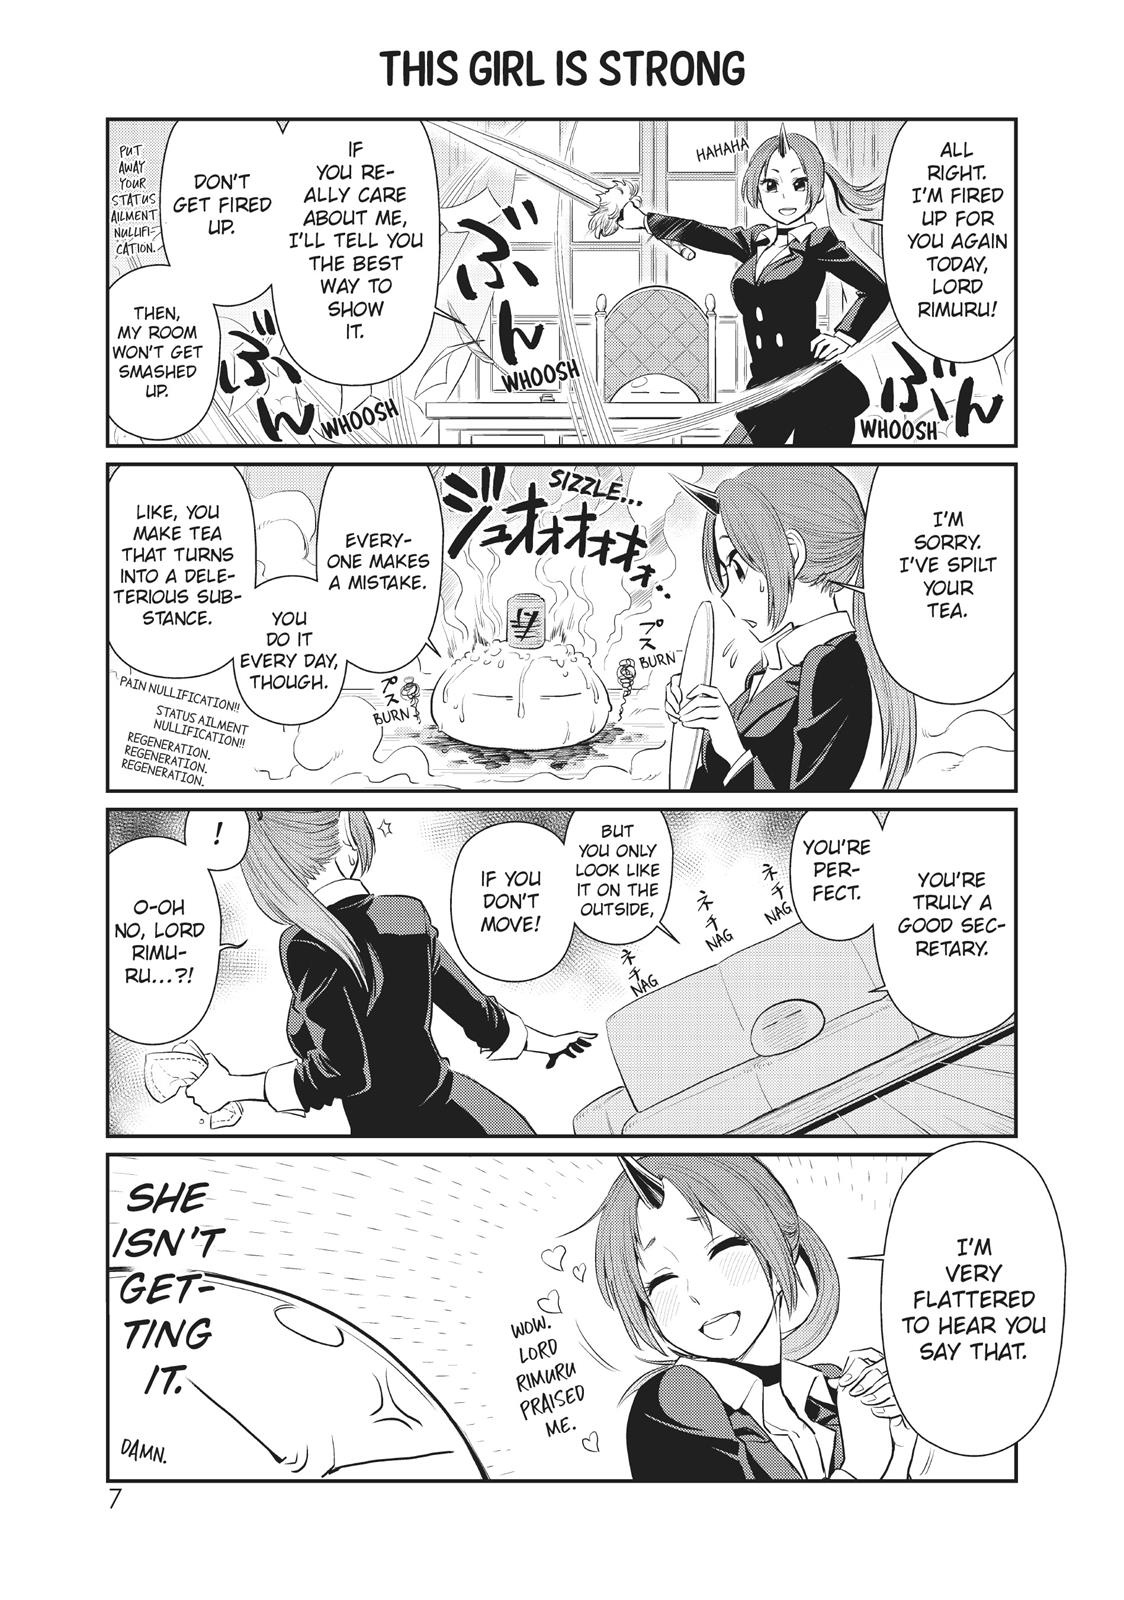 THIS GIRL IS STRONG
ALL
RIGHT.
I'M FIRED
UP FOR
YOU AGAIN
TODAY,
LORD
RIMURU!
HAHAHA
ぶん
WHOOSH
ぶん
WHOOSH
ぶん
WHOOSH
IF
YOU RE-
ALLY CARE
ABOUT ME,
I'LL TELL YOU
THE BEST
WAY TO
SHOW
IT.
DON'T
GET FIRED
UP.
THEN,
MY ROOM
WON'T GET
SMASHED
UP.
PUT
AWAY
YOUR
STATUS
AILMENT
NULLIFI-
CATION.
I'M
SORRY.
I'VE SPILT
YOUR
TEA.
SIZZLE...
ジュオオオオォ..
プス
BURN~
プス
BURN~
EVERY-
ONE MAKES
A MISTAKE.
YOU
DO IT
EVERY DAY,
THOUGH.
LIKE, YOU
MAKE TEA
THAT TURNS
INTO A DELE-
TERIOUS SUB-
STANCE.
PAIN NULLIFICATION!!
STATUS AILMENT
NULLIFICATION!!
REGENERATION.
REGENERATION.
REGENERATION.
YOU'RE
TRULY A
GOOD SEC-
RETARY.
YOU'RE
PER-
FECT.
ネチ
NAG
ネチ
NAG
ネチ
NAG
BUT
YOU ONLY
LOOK LIKE
IT ON THE
OUTSIDE,
IF YOU
DON'T
MOVE!
!
O-OH
NO, LORD
RIMU-
RU...?!
I'M
VERY
FLATTERED
TO HEAR YOU
SAY THAT.
WOW.
LORD
RIMURU
PRAISED
ME.
SHE
ISN'T
GET-
TING
IT.
DAMN.
7